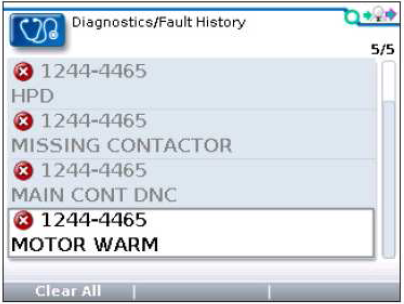 Diagnostics/Fault History
5/5
1244-4465
HPD
1244-4465
MISSING CONTACTOR
1244-4465
MAIN CONT DNC
1244-4465
MOTOR WARM
Clear All